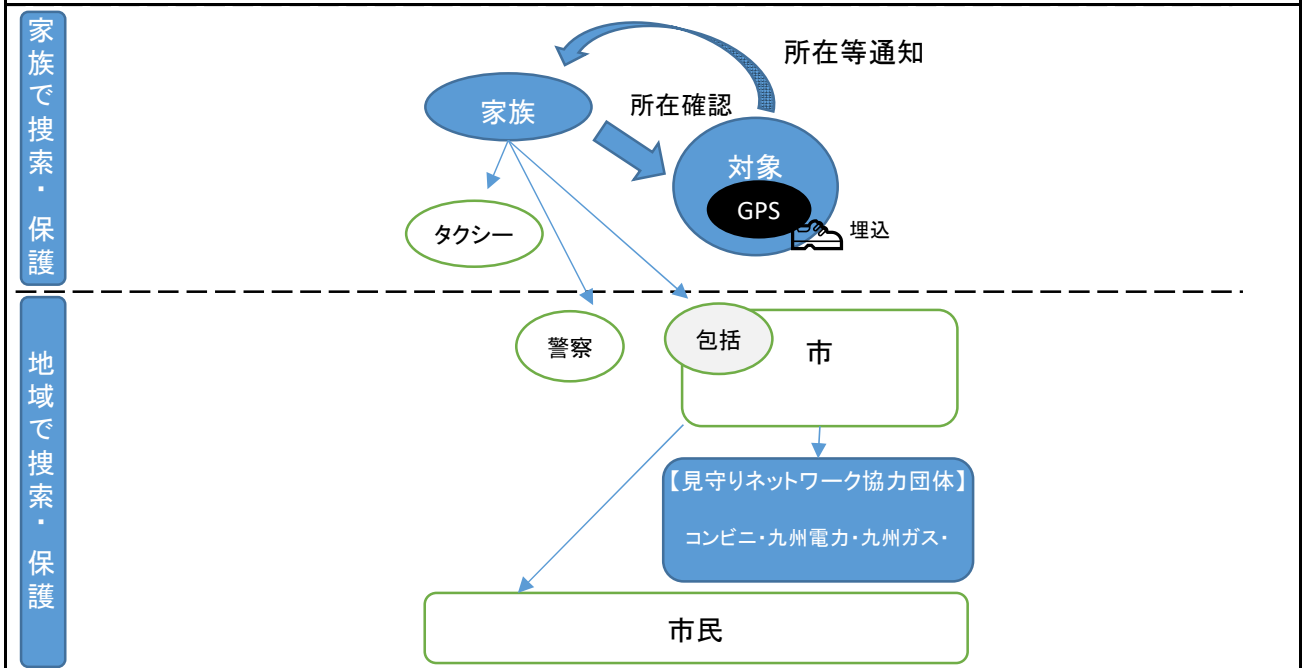 家族で捜索・保護
所在等通知
家族
所在確認
対象
GPS
埋込
タクシー
地域で捜索・保護
警察
包括
市
【見守りネットワーク協力団体】
コンビニ・九州電力・九州ガス・
市民